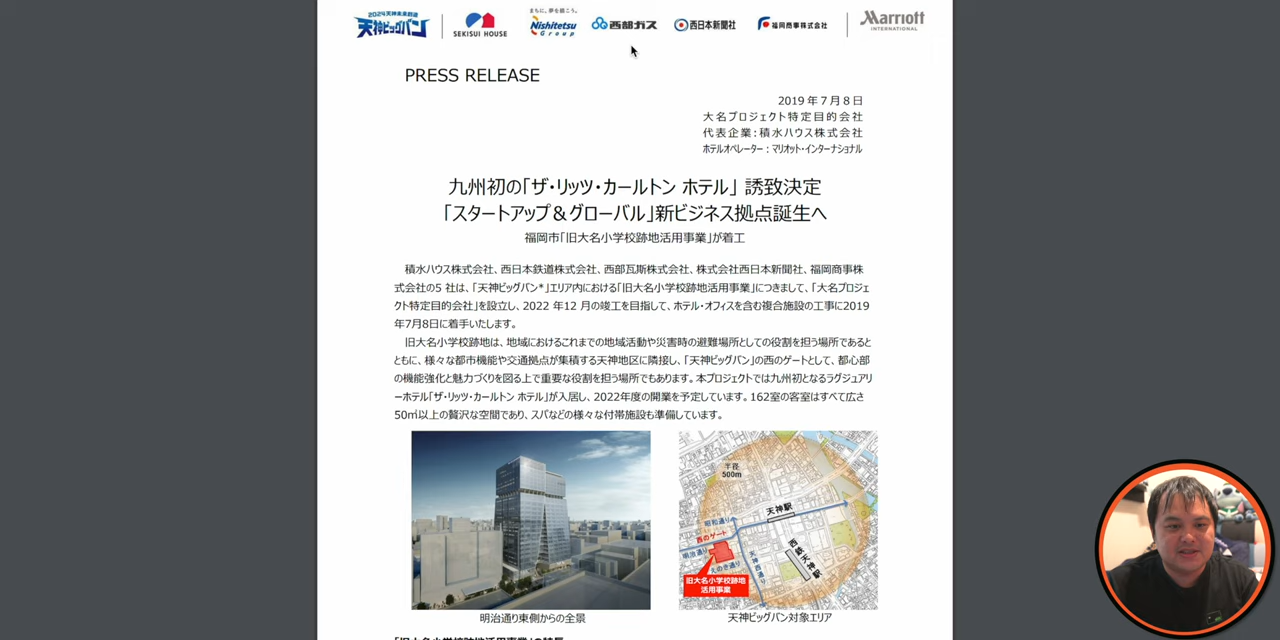 2024天神未来創造
天神ビッグバン
SEKISUI HOUSE
まちに、夢を描こう。
Nishitetsu
Group
西部ガス
西日本新聞社
福岡商事株式会社
Marriott
INTERNATIONAL
PRESS RELEASE
2019年7月8日
大名プロジェクト特定目的会社
代表企業:積水ハウス株式会社
ホテルオペレーター:マリオット・インターナショナル
九州初の「ザ・リッツ・カールトン ホテル」 誘致決定
「スタートアップ&グローバル」新ビジネス拠点誕生へ
福岡市「旧大名小学校跡地活用事業」が着工
積水ハウス株式会社、西日本鉄道株式会社、西部瓦斯株式会社、株式会社西日本新聞社、福岡商事株
式会社の5 社は、「天神ビッグバン*」エリア内における「旧大名小学校跡地活用事業」につきまして、「大名プロジェ
クト特定目的会社」を設立し、2022 年12 月の竣工を目指して、ホテル・オフィスを含む複合施設の工事に2019
年7月8日に着手いたします。
旧大名小学校跡地は、地域におけるこれまでの地域活動や災害時の避難場所としての役割を担う場所であると
ともに、様々な都市機能や交通拠点が集積する天神地区に隣接し、「天神ビッグバン」の西のゲートとして、都心部
の機能強化と魅力づくりを図る上で重要な役割を担う場所でもあります。本プロジェクトでは九州初となるラグジュアリ
ーホテル「ザ・リッツ・カールトン ホテル」が入居し、2022年度の開業を予定しています。162室の客室はすべて広さ
50㎡以上の贅沢な空間であり、スパなどの様々な付帯施設も準備しています。
半径
500m
天神駅
昭和通り
西のゲート
明治通り
西鉄天神駅
天神西通り
えのき通り
旧大名小学校跡地
活用事業
明治通り東側からの全景
天神ビッグバン対象エリア
「旧大名小学校跡地活用事業」の特長